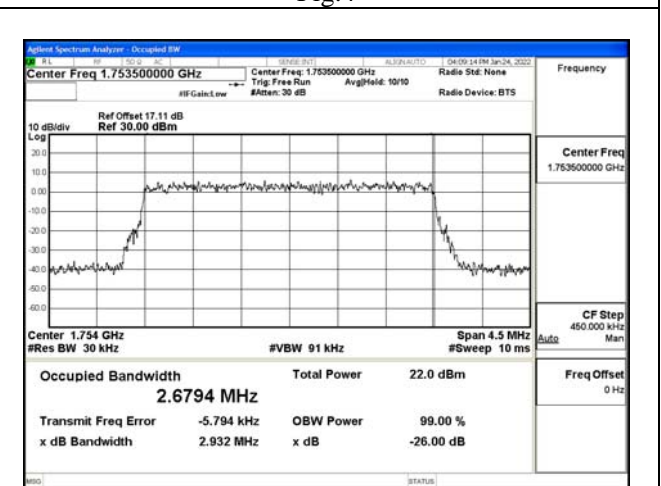 Agilent Spectrum Analyzer - Occupied BW
RL RF 50 Ω AC SENSE:INT ALIGN AUTO 04:09:14 PM Jan 24, 2022
Center Freq 1.753500000 GHz Center Freq: 1.753500000 GHz Radio Std: None Frequency
Trig: Free Run Avg|Hold: 10/10
#IFGain:Low #Atten: 30 dB Radio Device: BTS
Ref Offset 17.11 dB
10 dB/div Ref 30.00 dBm
Log
20.0
Center Freq
1.753500000 GHz
10.0
0.00
-10.0
-20.0
-30.0
-40.0
-50.0
-60.0
CF Step
450.000 kHz
Auto Man
Center 1.754 GHz Span 4.5 MHz
#Res BW 30 kHz #VBW 91 kHz #Sweep 10 ms
Occupied Bandwidth Total Power 22.0 dBm
2.6794 MHz
Freq Offset
0 Hz
Transmit Freq Error -5.794 kHz OBW Power 99.00 %
x dB Bandwidth 2.932 MHz x dB -26.00 dB
MSG STATUS